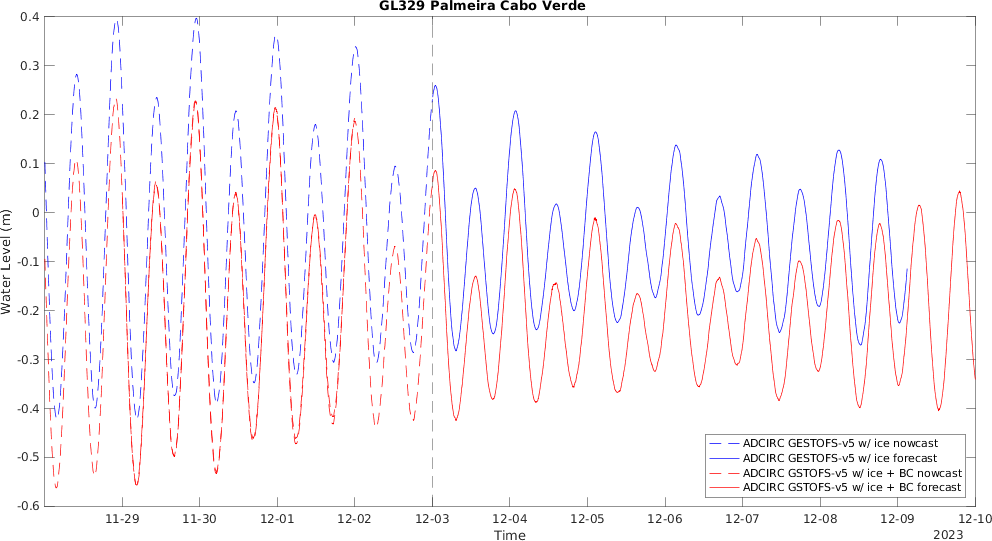 GL329 Palmeira Cabo Verde
0.4
0.3
0.2
0.1
0
-0.1
-0.2
-0.3
-0.4
-0.5
-0.6
Water Level (m)
ADCIRC GESTOFS-v5 w/ ice nowcast
ADCIRC GESTOFS-v5 w/ ice forecast
ADCIRC GSTOFS-v5 w/ ice + BC nowcast
ADCIRC GSTOFS-v5 w/ ice + BC forecast
11-29 11-30 12-01 12-02 12-03 12-04 12-05 12-06 12-07 12-08 12-09 12-10
Time
2023